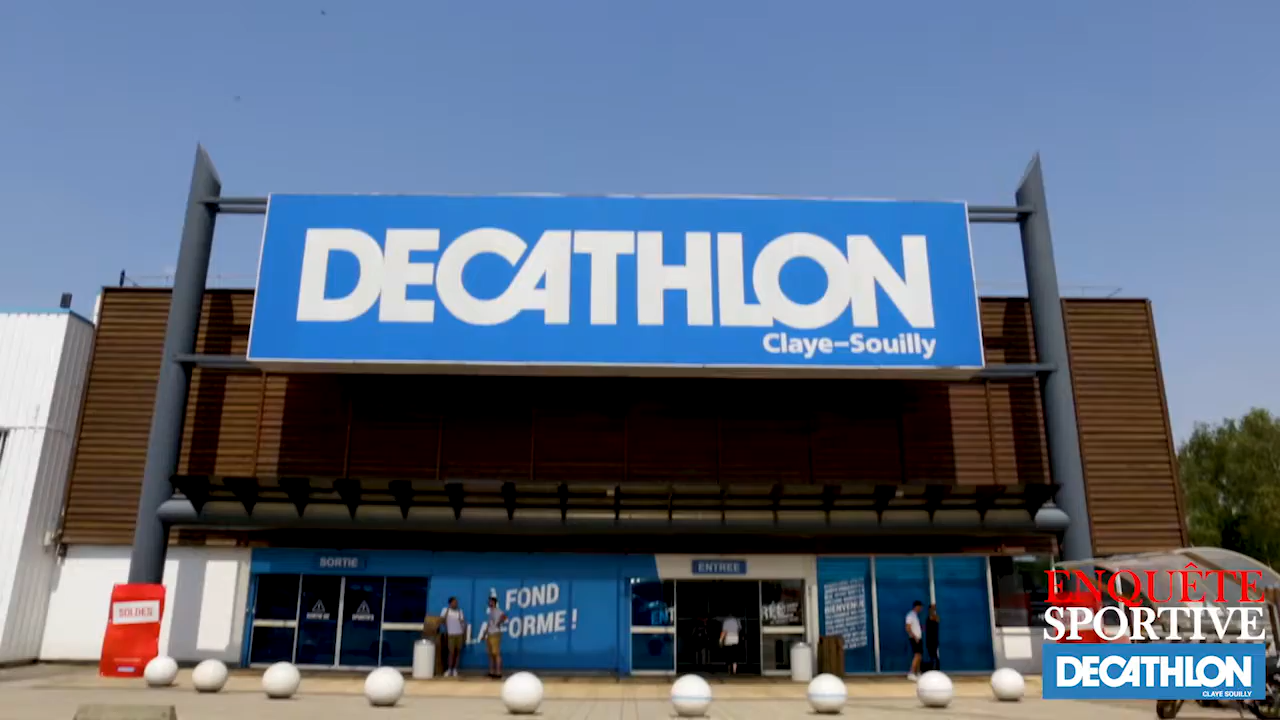 DECATHLON
Claye-Souilly
SORTIE
ENTREE
À FOND
LA FORME !
SOLDES
BIENVENUE
ENQUÊTE
SPORTIVE
DECATHLON
CLAYE SOUILLY